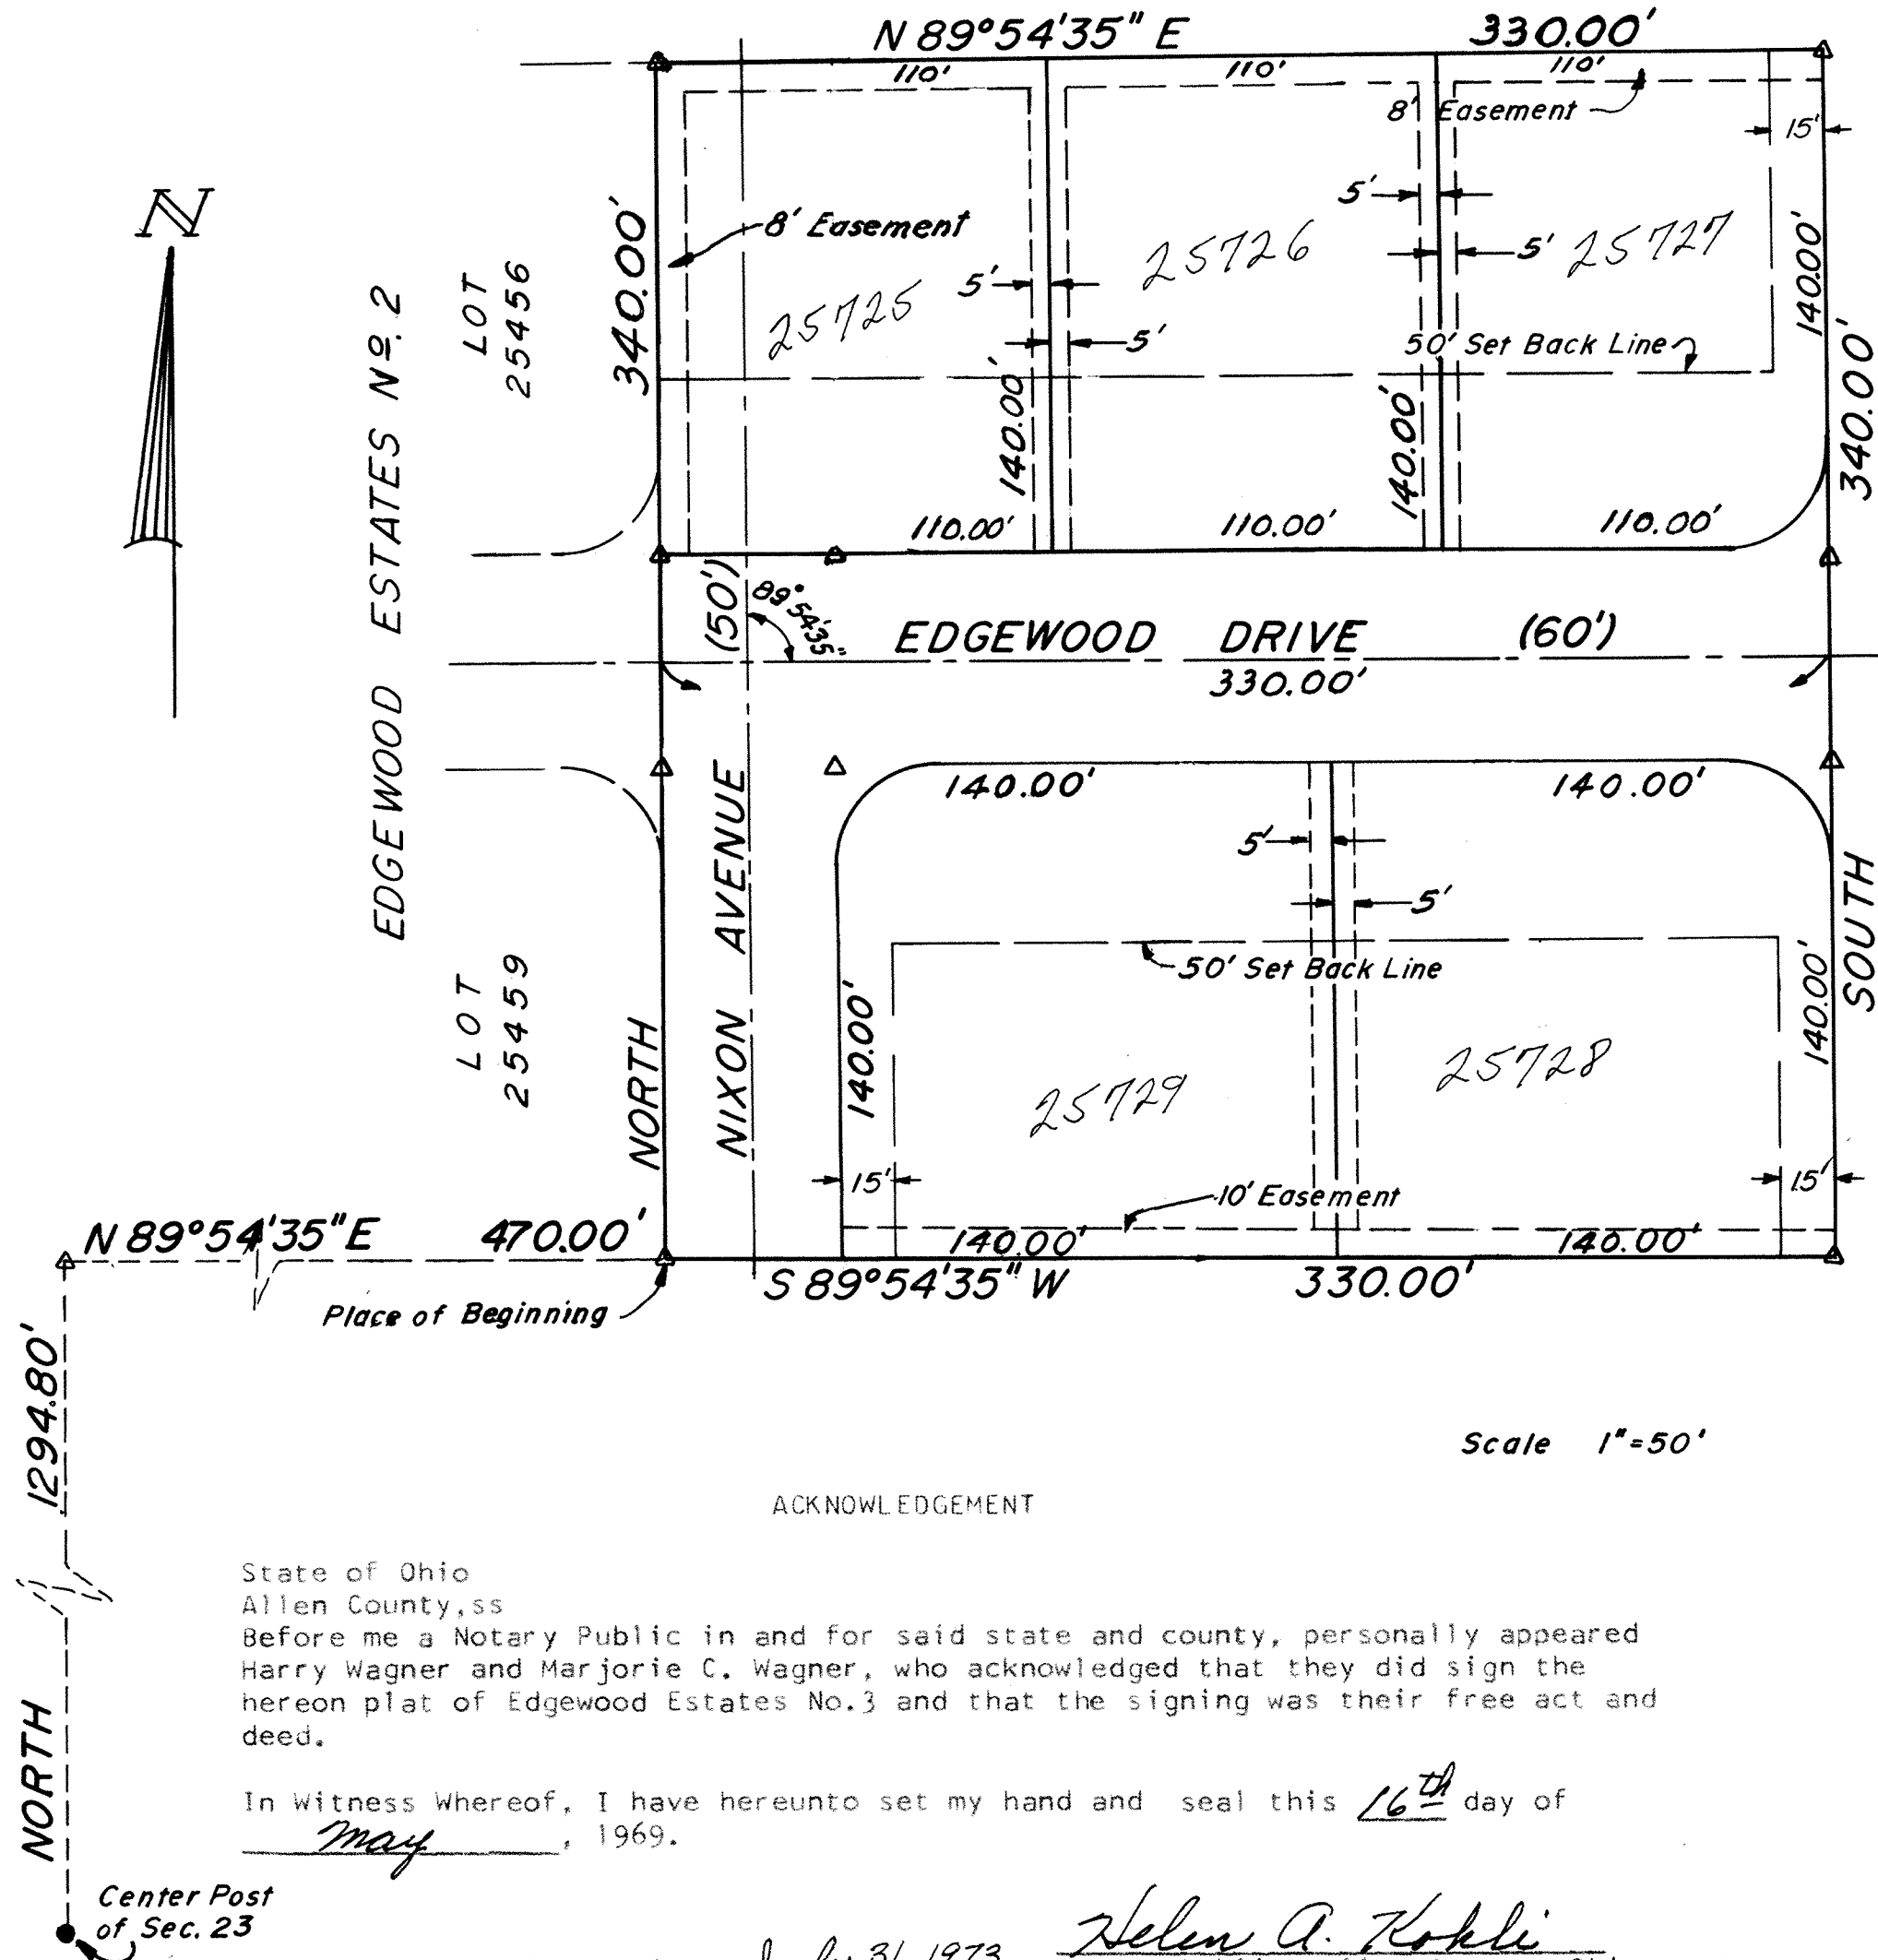 N 89°54'35" E 330.00'
110' 110' 110'
8' Easement
15'
N
5'
8' Easement
5'
25726
25727
5'
25725
5'
LOT
25456
340.00'
140.00'
EDGEWOOD ESTATES Nº. 2
50' Set Back Line
340.00'
140.00'
140.00'
110.00' 110.00' 110.00'
(50')
89°54'35"
EDGEWOOD DRIVE (60')
330.00'
140.00' 140.00'
5'
5'
NIXON AVENUE
SOUTH
50' Set Back Line
LOT
25459
140.00'
140.00'
NORTH
25729
25728
15'
15'
10' Easement
140.00' 140.00'
N 89°54'35" E 470.00'
S 89°54'35" W 330.00'
Place of Beginning
1294.80'
Scale 1"=50'
ACKNOWLEDGEMENT
State of Ohio
Allen County,ss
Before me a Notary Public in and for said state and county, personally appeared
Harry Wagner and Marjorie C. Wagner, who acknowledged that they did sign the
hereon plat of Edgewood Estates No.3 and that the signing was their free act and
deed.
In Witness Whereof, I have hereunto set my hand and seal this 16th day of
May, 1969.
NORTH
Center Post
of Sec. 23
31, 1973
Helen A. Kohli